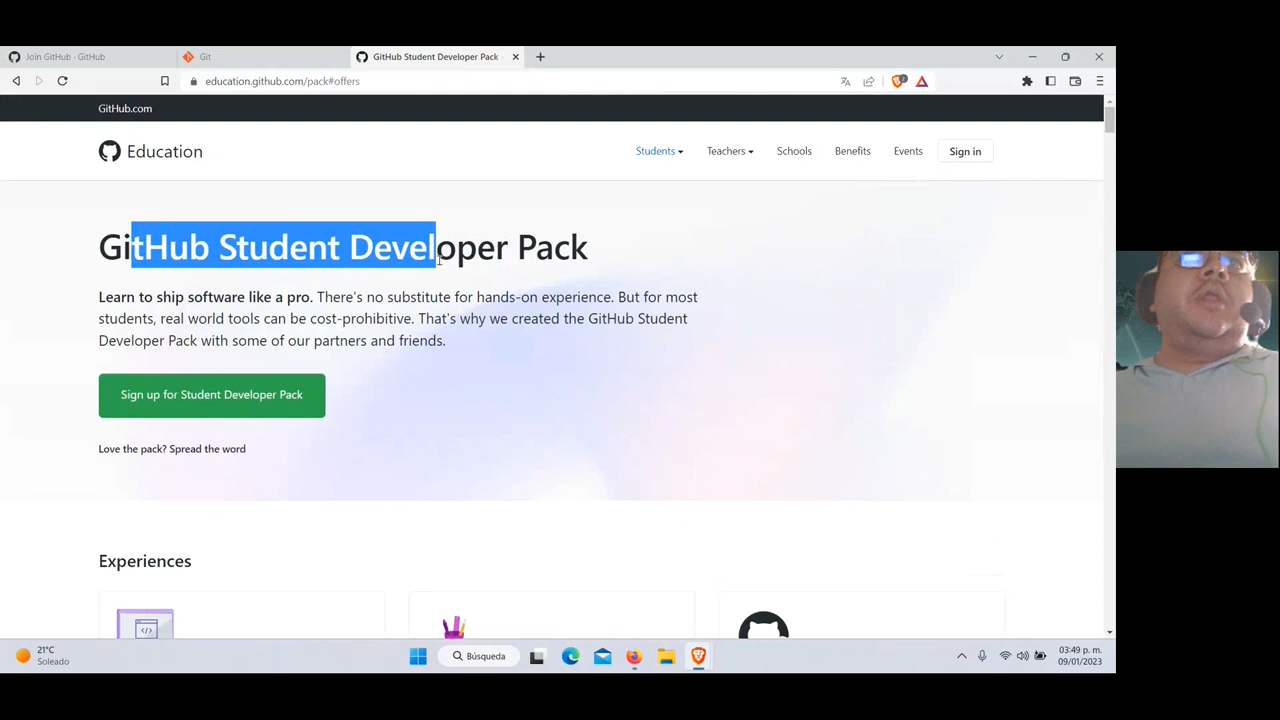 Join GitHub · GitHub
Git
GitHub Student Developer Pack
education.github.com/pack#offers
GitHub.com
Education
Students
Teachers
Schools
Benefits
Events
Sign in
GitHub Student Developer Pack
Learn to ship software like a pro. There's no substitute for hands-on experience. But for most
students, real world tools can be cost-prohibitive. That's why we created the GitHub Student
Developer Pack with some of our partners and friends.
Sign up for Student Developer Pack
Love the pack? Spread the word
Experiences
21°C
Soleado
Búsqueda
03:49 p. m.
09/01/2023